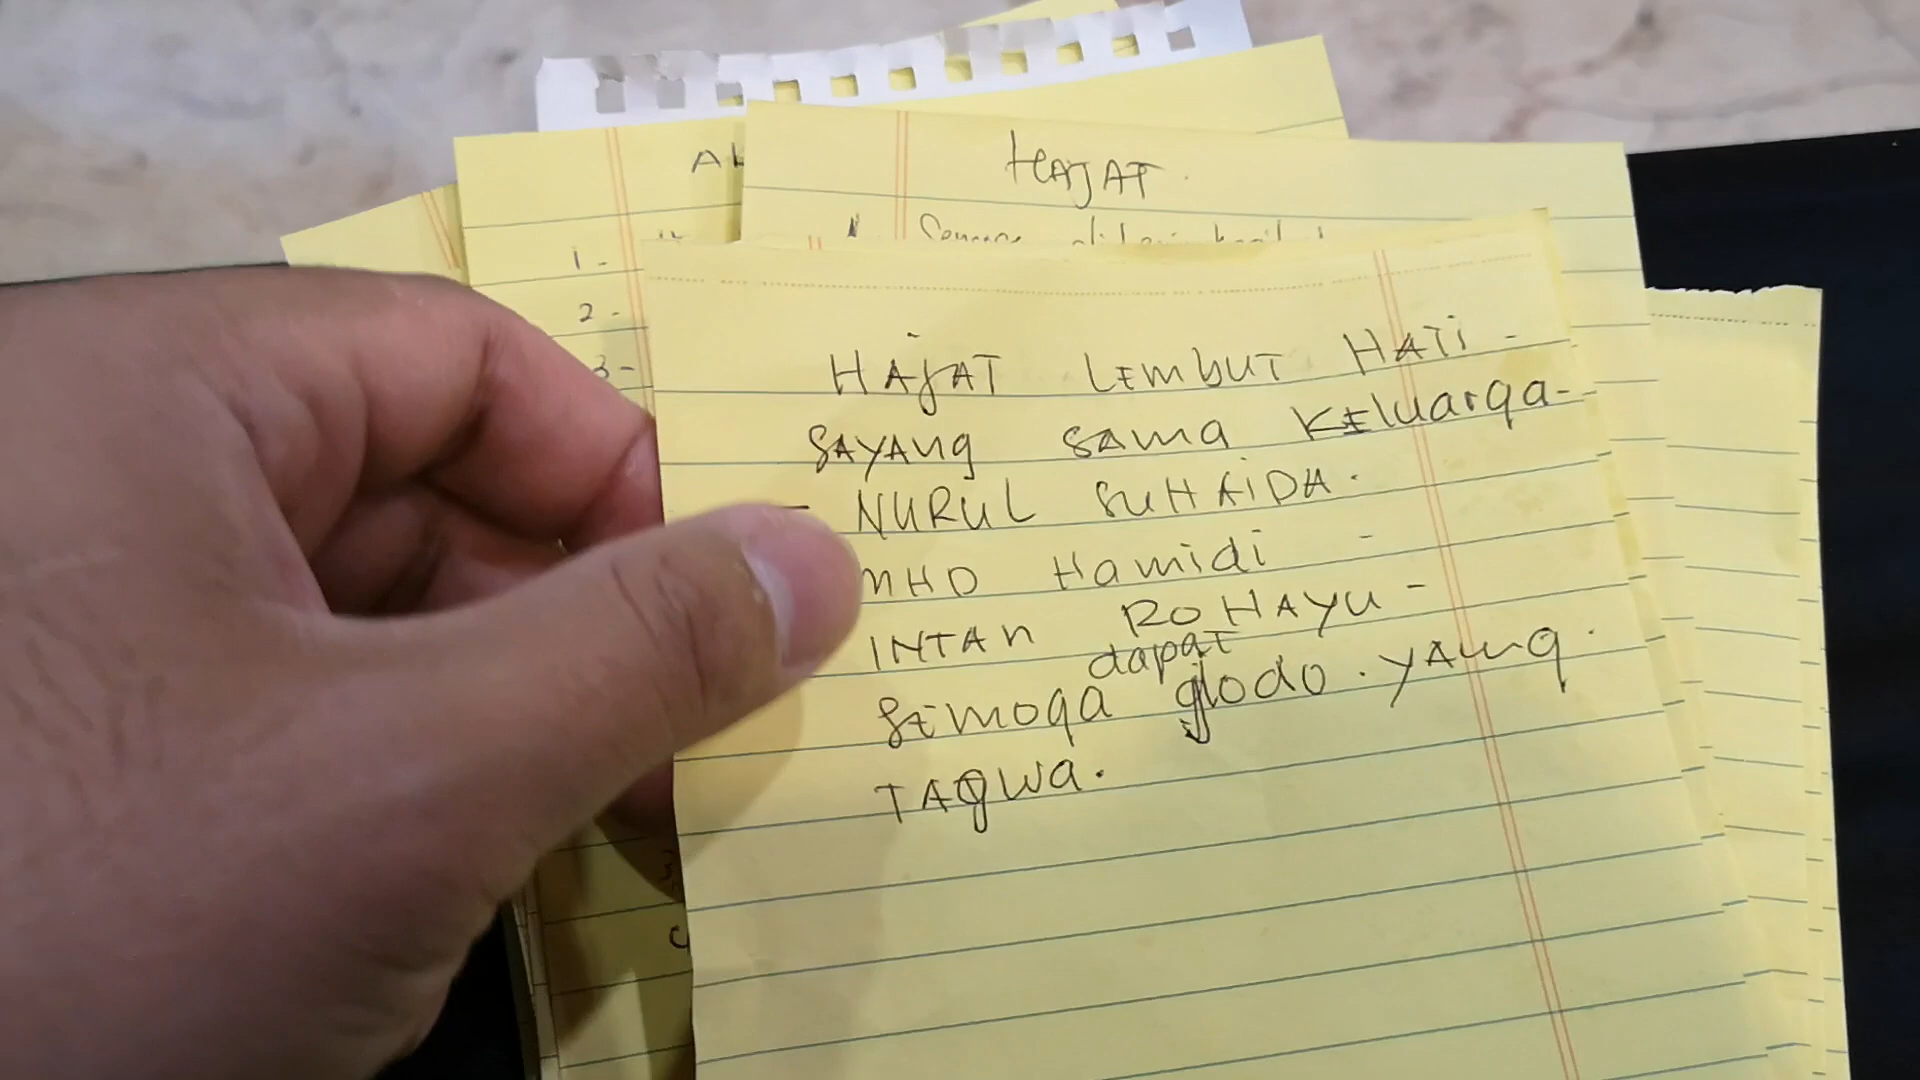 HAJAT
1.
2-
3-
HAJAT LEMBUT HATI -
SAYANG SAMA KELUARGA-
- NURUL SUHAIDA.
MHD HAMIDI -
INTAN ROHAYU -
dapat
SEMOGA jodo. YANG.
TAQWA.